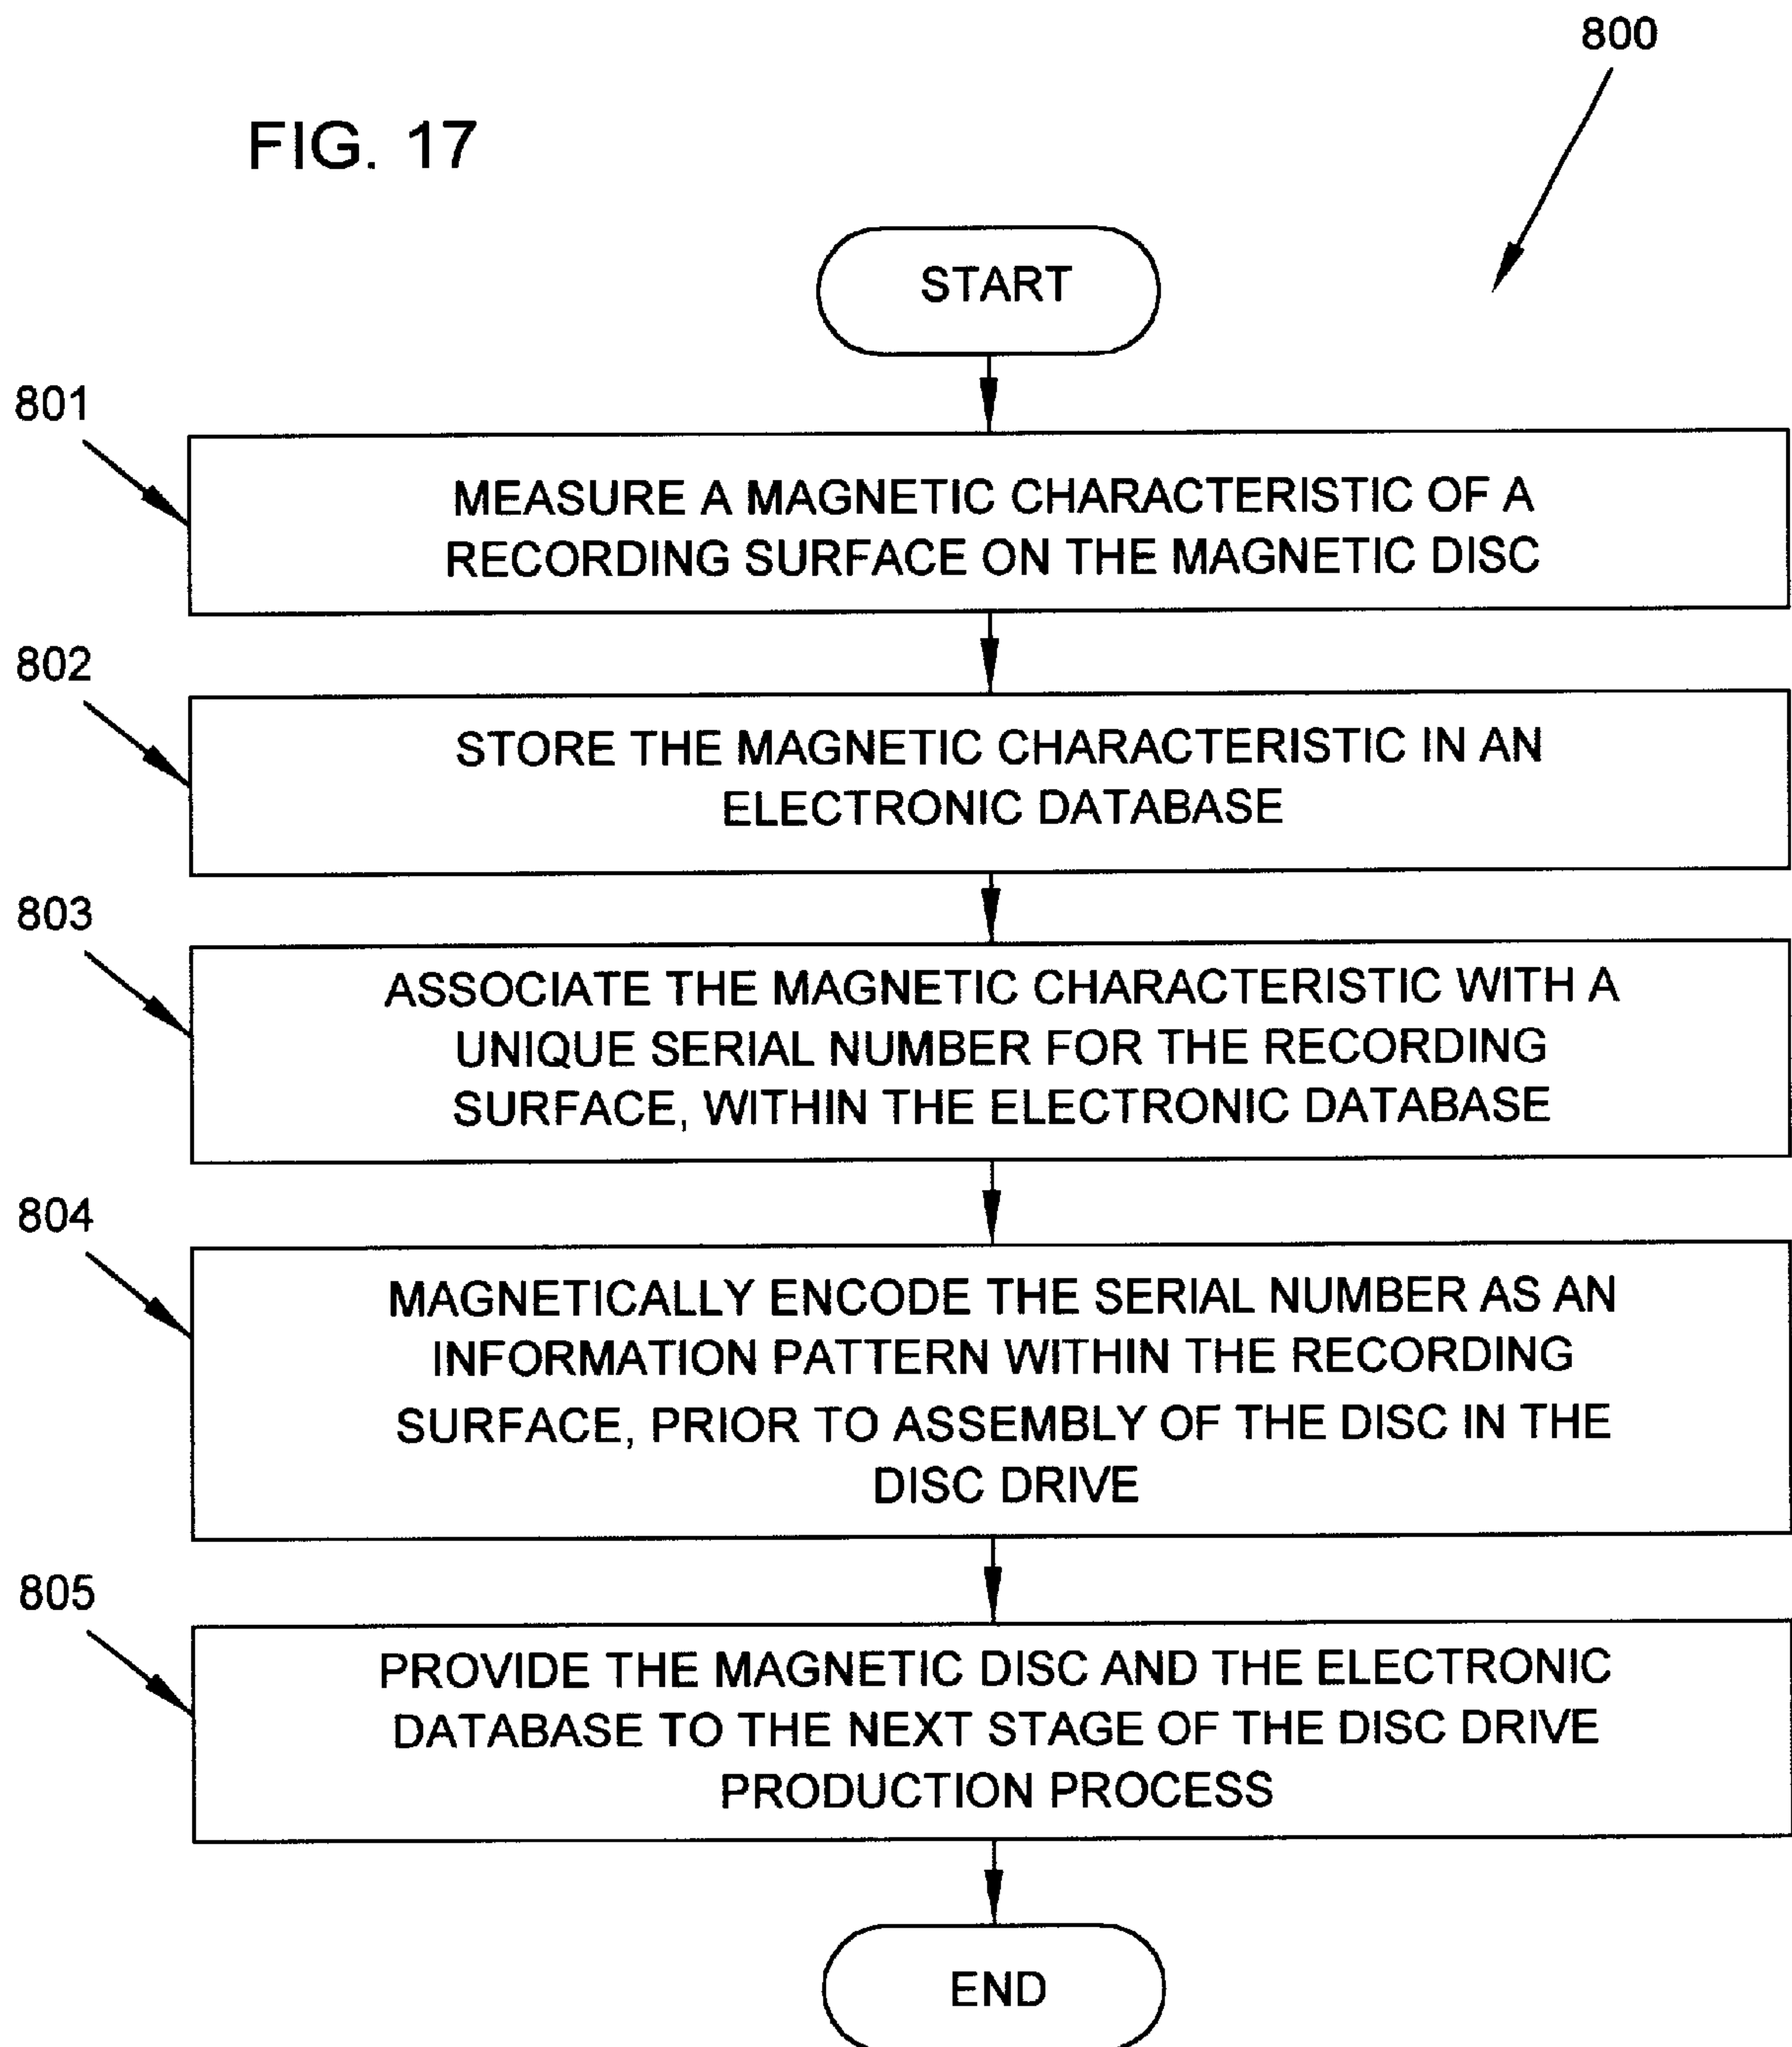 800
FIG. 17
START
801
MEASURE A MAGNETIC CHARACTERISTIC OF A
RECORDING SURFACE ON THE MAGNETIC DISC
802
STORE THE MAGNETIC CHARACTERISTIC IN AN
ELECTRONIC DATABASE
803
ASSOCIATE THE MAGNETIC CHARACTERISTIC WITH A
UNIQUE SERIAL NUMBER FOR THE RECORDING
SURFACE, WITHIN THE ELECTRONIC DATABASE
804
MAGNETICALLY ENCODE THE SERIAL NUMBER AS AN
INFORMATION PATTERN WITHIN THE RECORDING
SURFACE, PRIOR TO ASSEMBLY OF THE DISC IN THE
DISC DRIVE
805
PROVIDE THE MAGNETIC DISC AND THE ELECTRONIC
DATABASE TO THE NEXT STAGE OF THE DISC DRIVE
PRODUCTION PROCESS
END